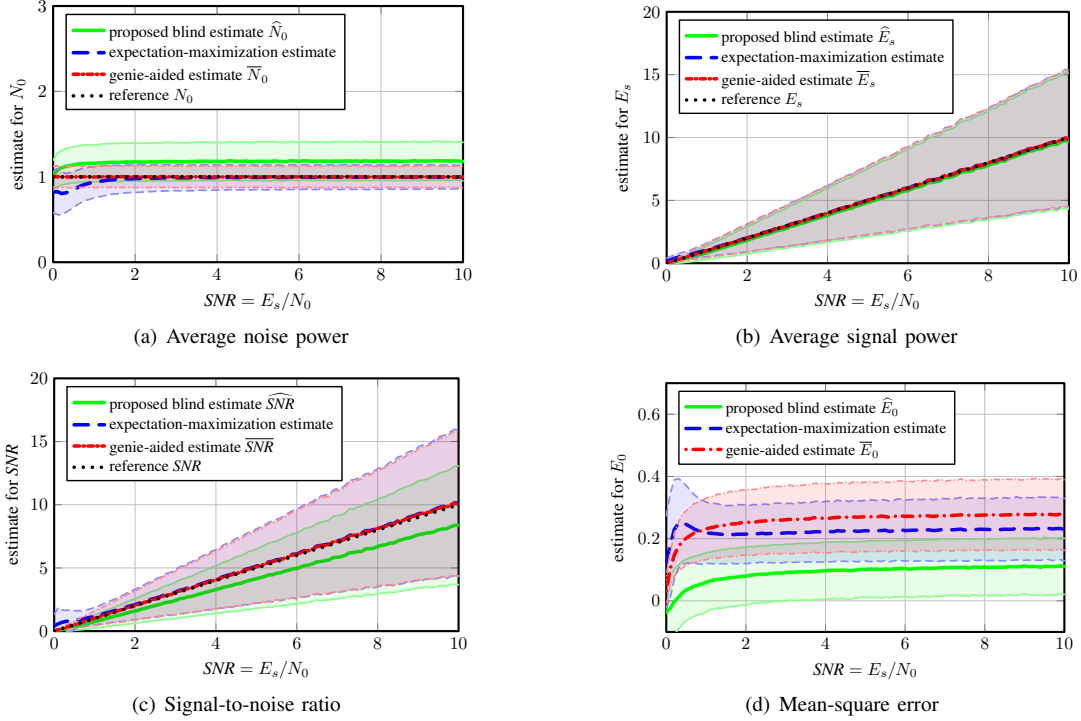 3
2
1
0
0
2
4
6
8
10
estimate for N₀
SNR = Eₛ/N₀
proposed blind estimate N̂₀
expectation-maximization estimate
genie-aided estimate N̅₀
reference N₀
(a) Average noise power
20
15
10
5
0
0
2
4
6
8
10
estimate for Eₛ
SNR = Eₛ/N₀
proposed blind estimate Êₛ
expectation-maximization estimate
genie-aided estimate E̅ₛ
reference Eₛ
(b) Average signal power
20
15
10
5
0
0
2
4
6
8
10
estimate for SNR
SNR = Eₛ/N₀
proposed blind estimate \widehat{SNR}
expectation-maximization estimate
genie-aided estimate \overline{SNR}
reference SNR
(c) Signal-to-noise ratio
0.6
0.4
0.2
0
0
2
4
6
8
10
estimate for E₀
SNR = Eₛ/N₀
proposed blind estimate Ê₀
expectation-maximization estimate
genie-aided estimate E̅₀
(d) Mean-square error